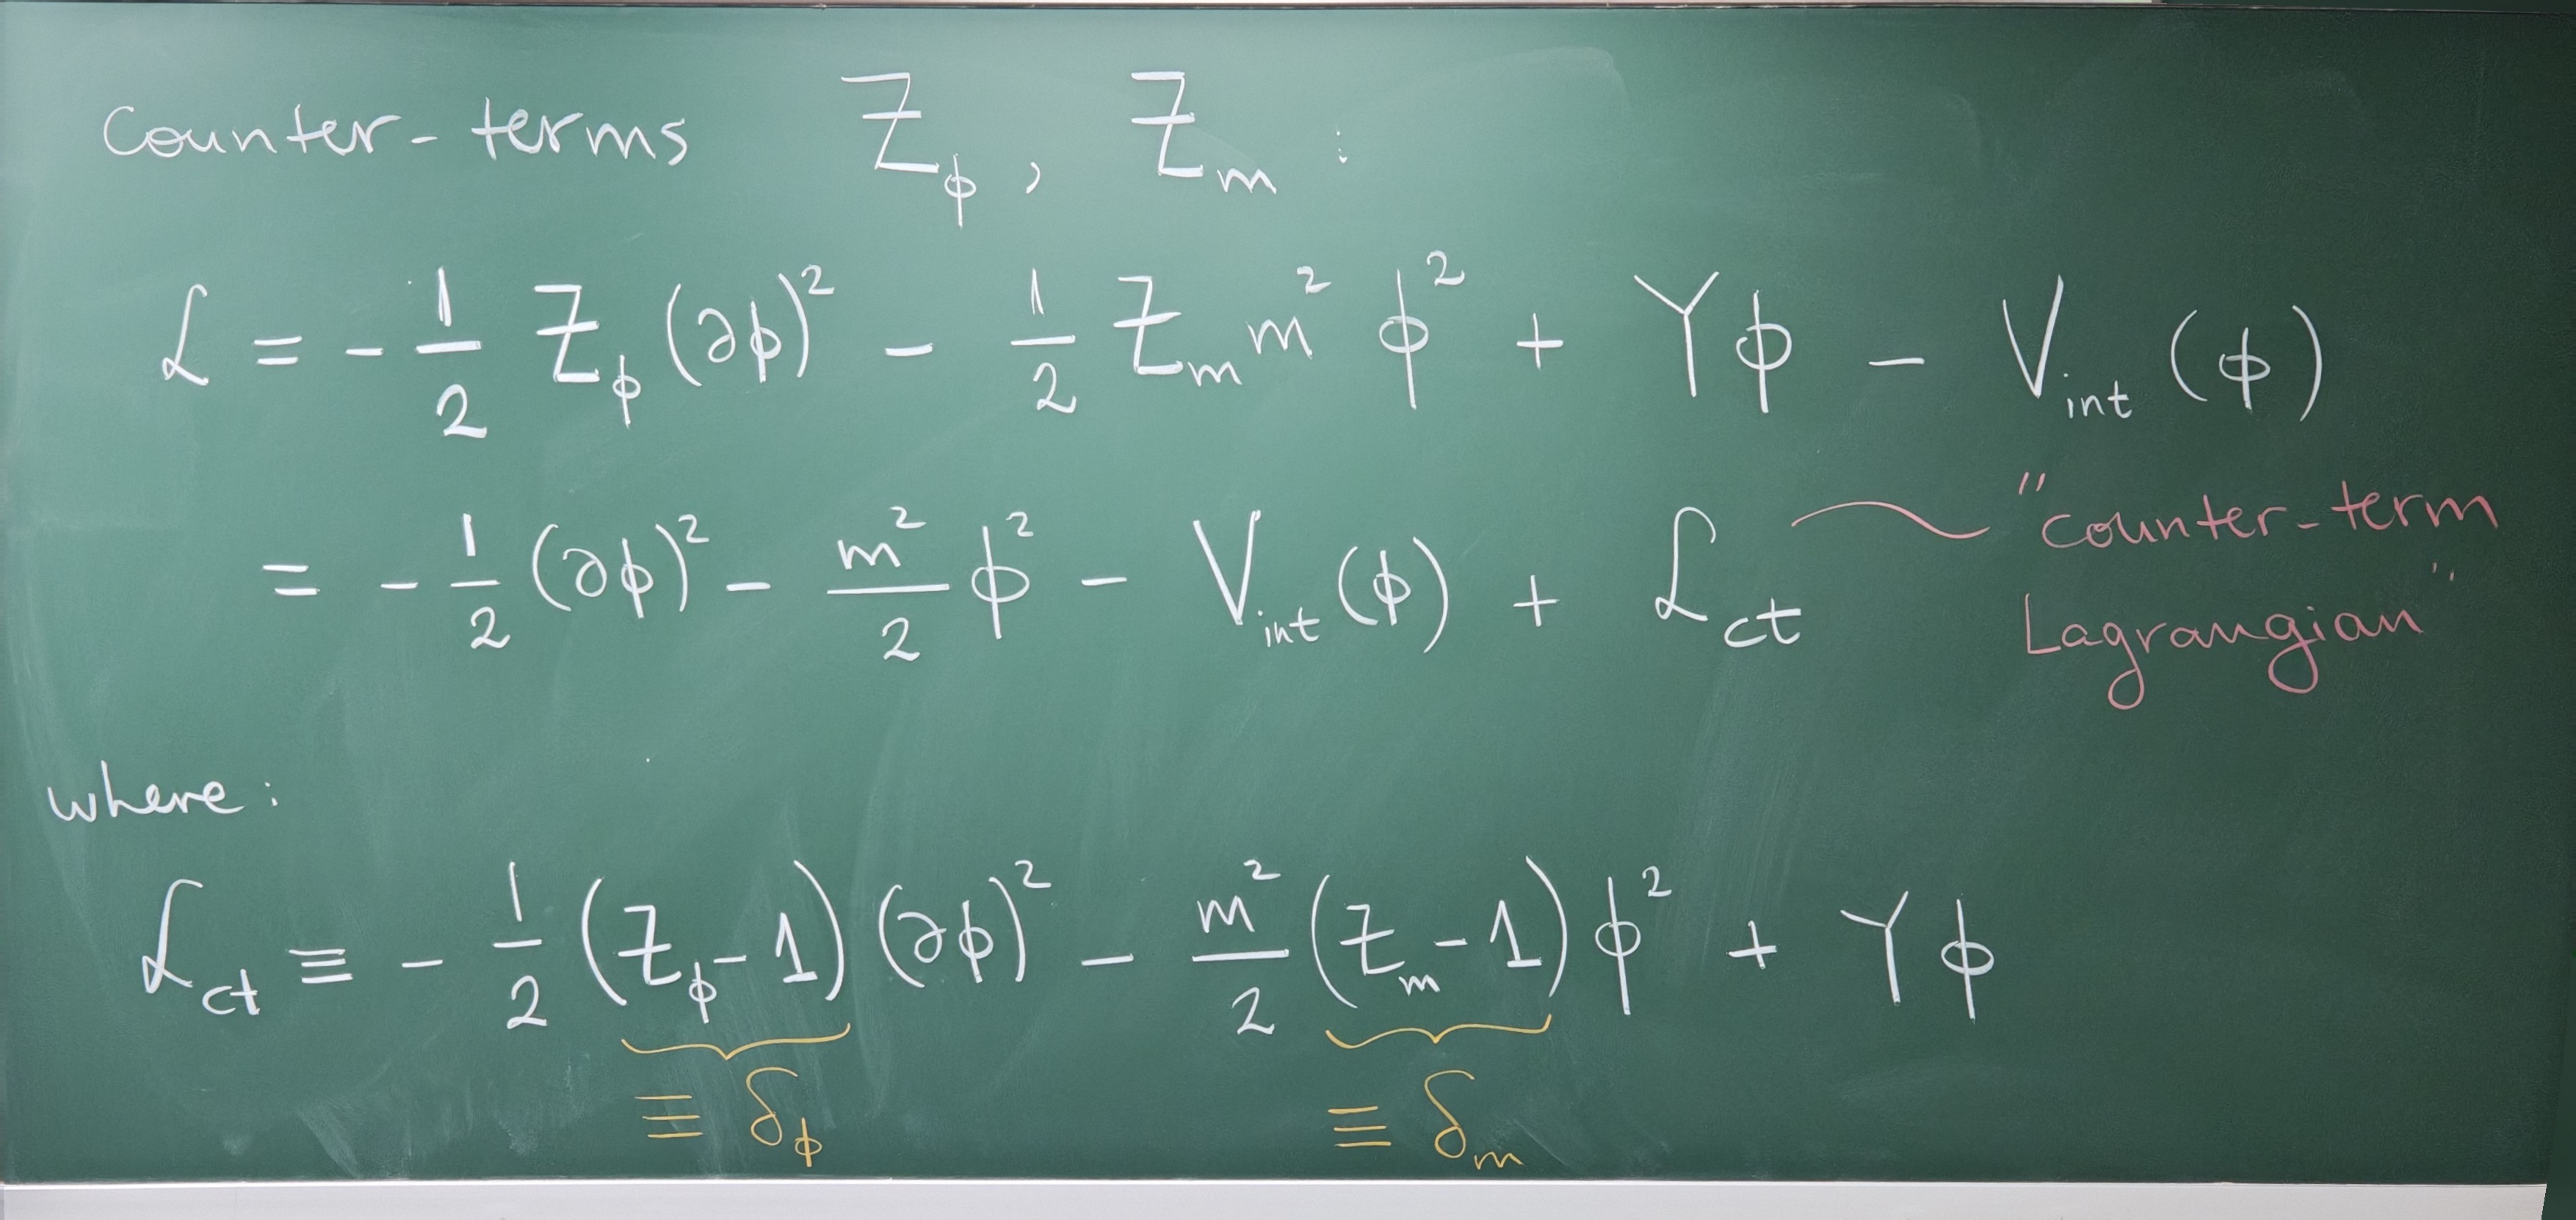 Counter-terms Z_ϕ, Z_m :
ℒ = - 1/2 Z_ϕ (∂ϕ)² - 1/2 Z_m m² ϕ² + Yϕ - V_int (ϕ)
= - 1/2 (∂ϕ)² - m²/2 ϕ² - V_int (ϕ) + ℒ_ct
"counter-term
Lagrangian"
where:
ℒ_ct ≡ - 1/2 (Z_ϕ - 1) (∂ϕ)² - m²/2 (Z_m - 1) ϕ² + Yϕ
≡ δ_ϕ ≡ δ_m